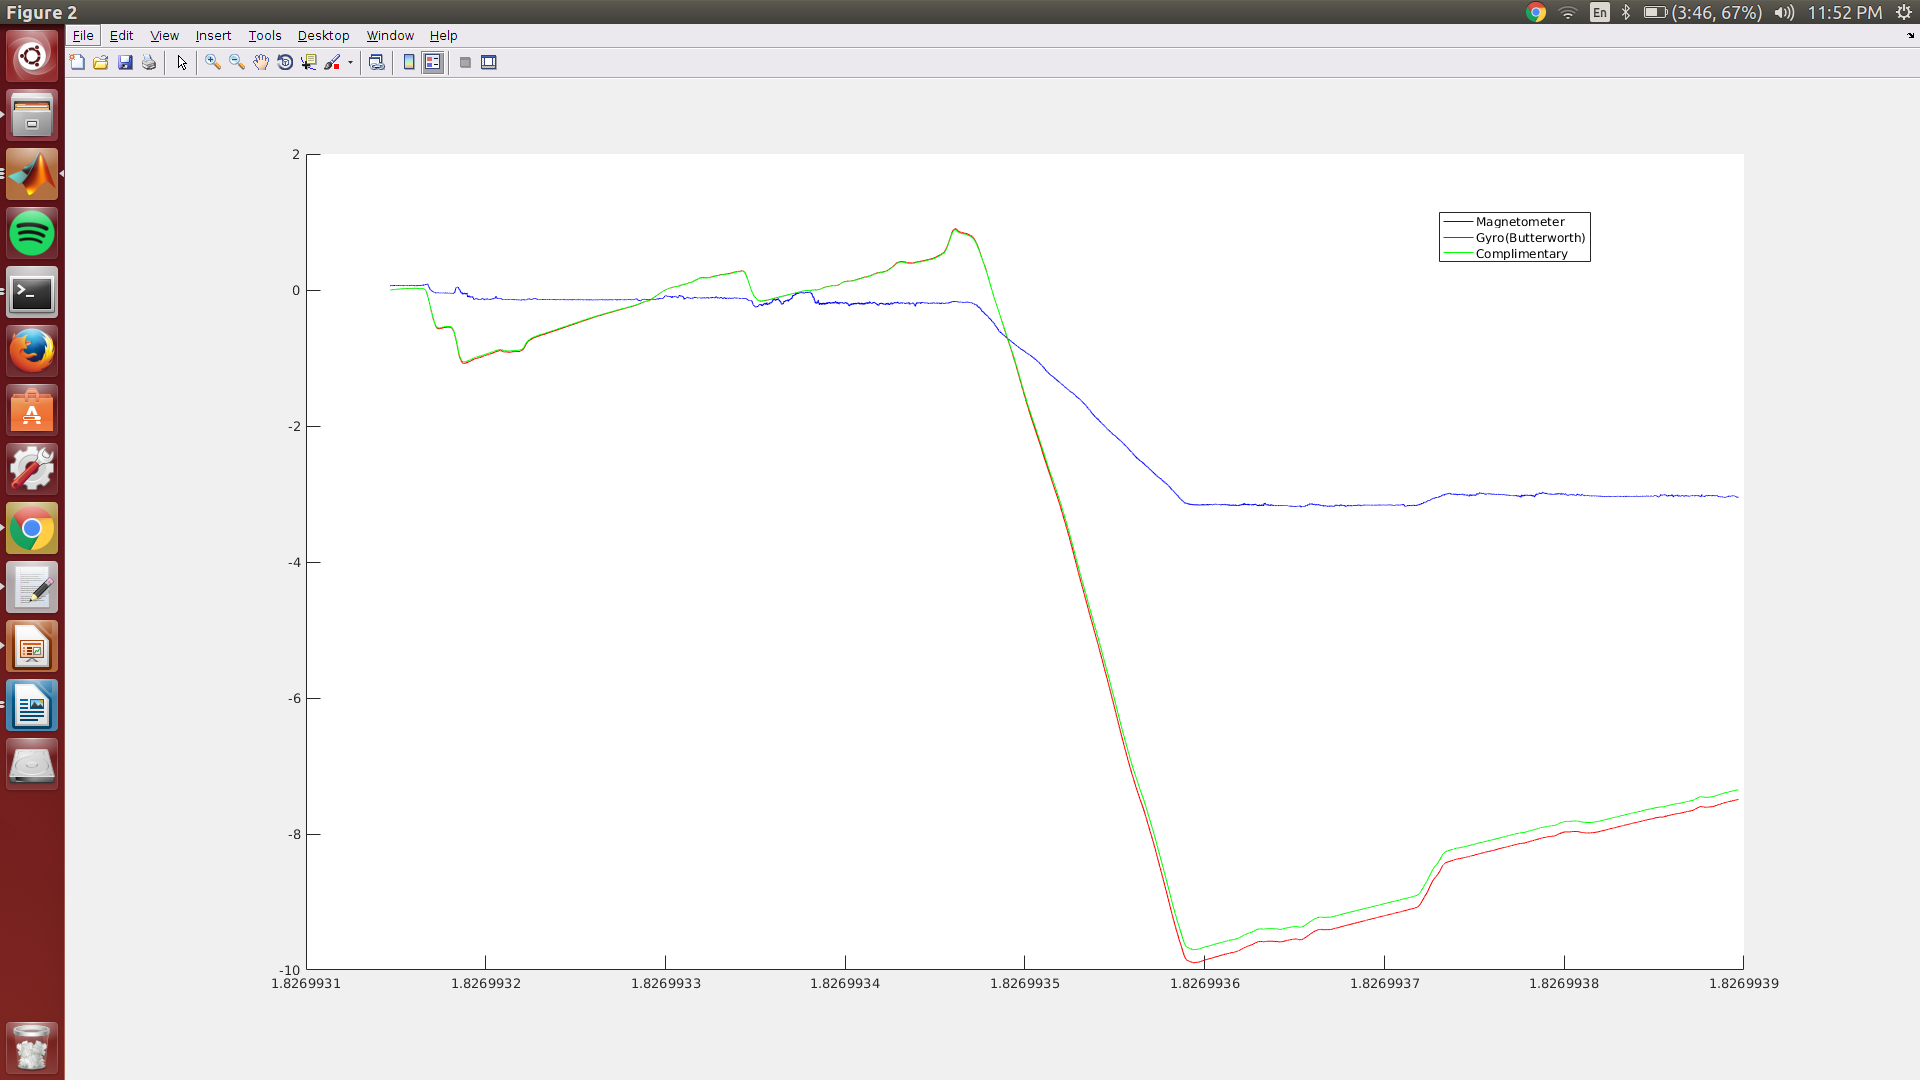 Figure 2
En (3:46, 67%) 11:52 PM
File Edit View Insert Tools Desktop Window Help
2
0
-2
-4
-6
-8
-10
Magnetometer
Gyro(Butterworth)
Complimentary
1.8269931 1.8269932 1.8269933 1.8269934 1.8269935 1.8269936 1.8269937 1.8269938 1.8269939